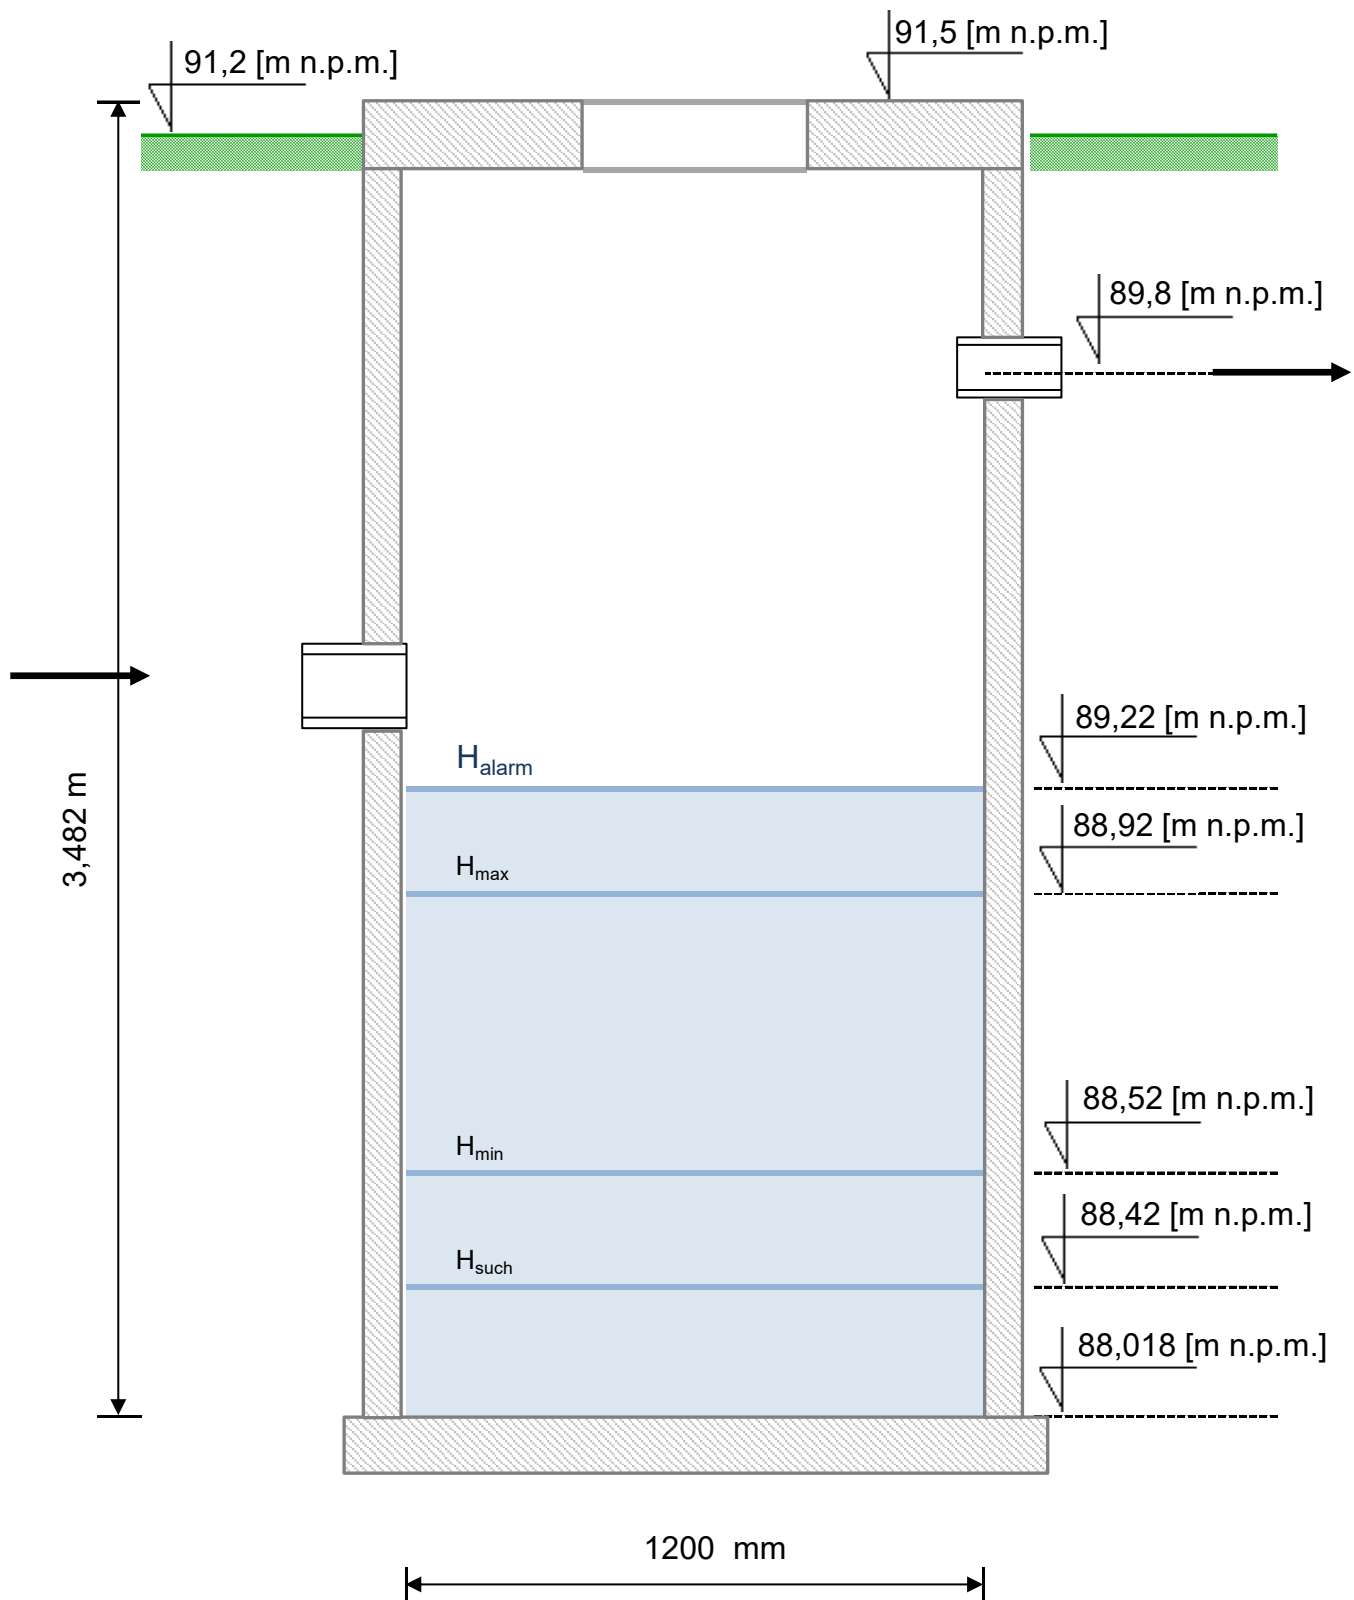 91,5 [m n.p.m.]
91,2 [m n.p.m.]
89,8 [m n.p.m.]
89,22 [m n.p.m.]
Halarm
3,482 m
88,92 [m n.p.m.]
Hmax
88,52 [m n.p.m.]
Hmin
88,42 [m n.p.m.]
Hsuch
88,018 [m n.p.m.]
1200 mm